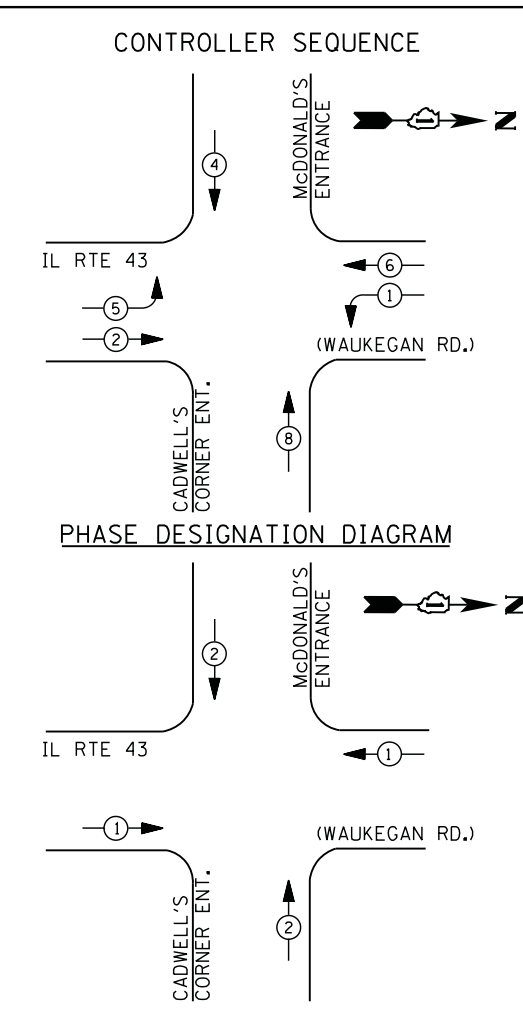 CONTROLLER SEQUENCE
McDONALD'S
ENTRANCE
N
4
IL RTE 43
6
5
1
2
(WAUKEGAN RD.)
CADWELL'S
CORNER ENT.
8
PHASE DESIGNATION DIAGRAM
McDONALD'S
ENTRANCE
N
2
IL RTE 43
1
1
(WAUKEGAN RD.)
CADWELL'S
CORNER ENT.
2